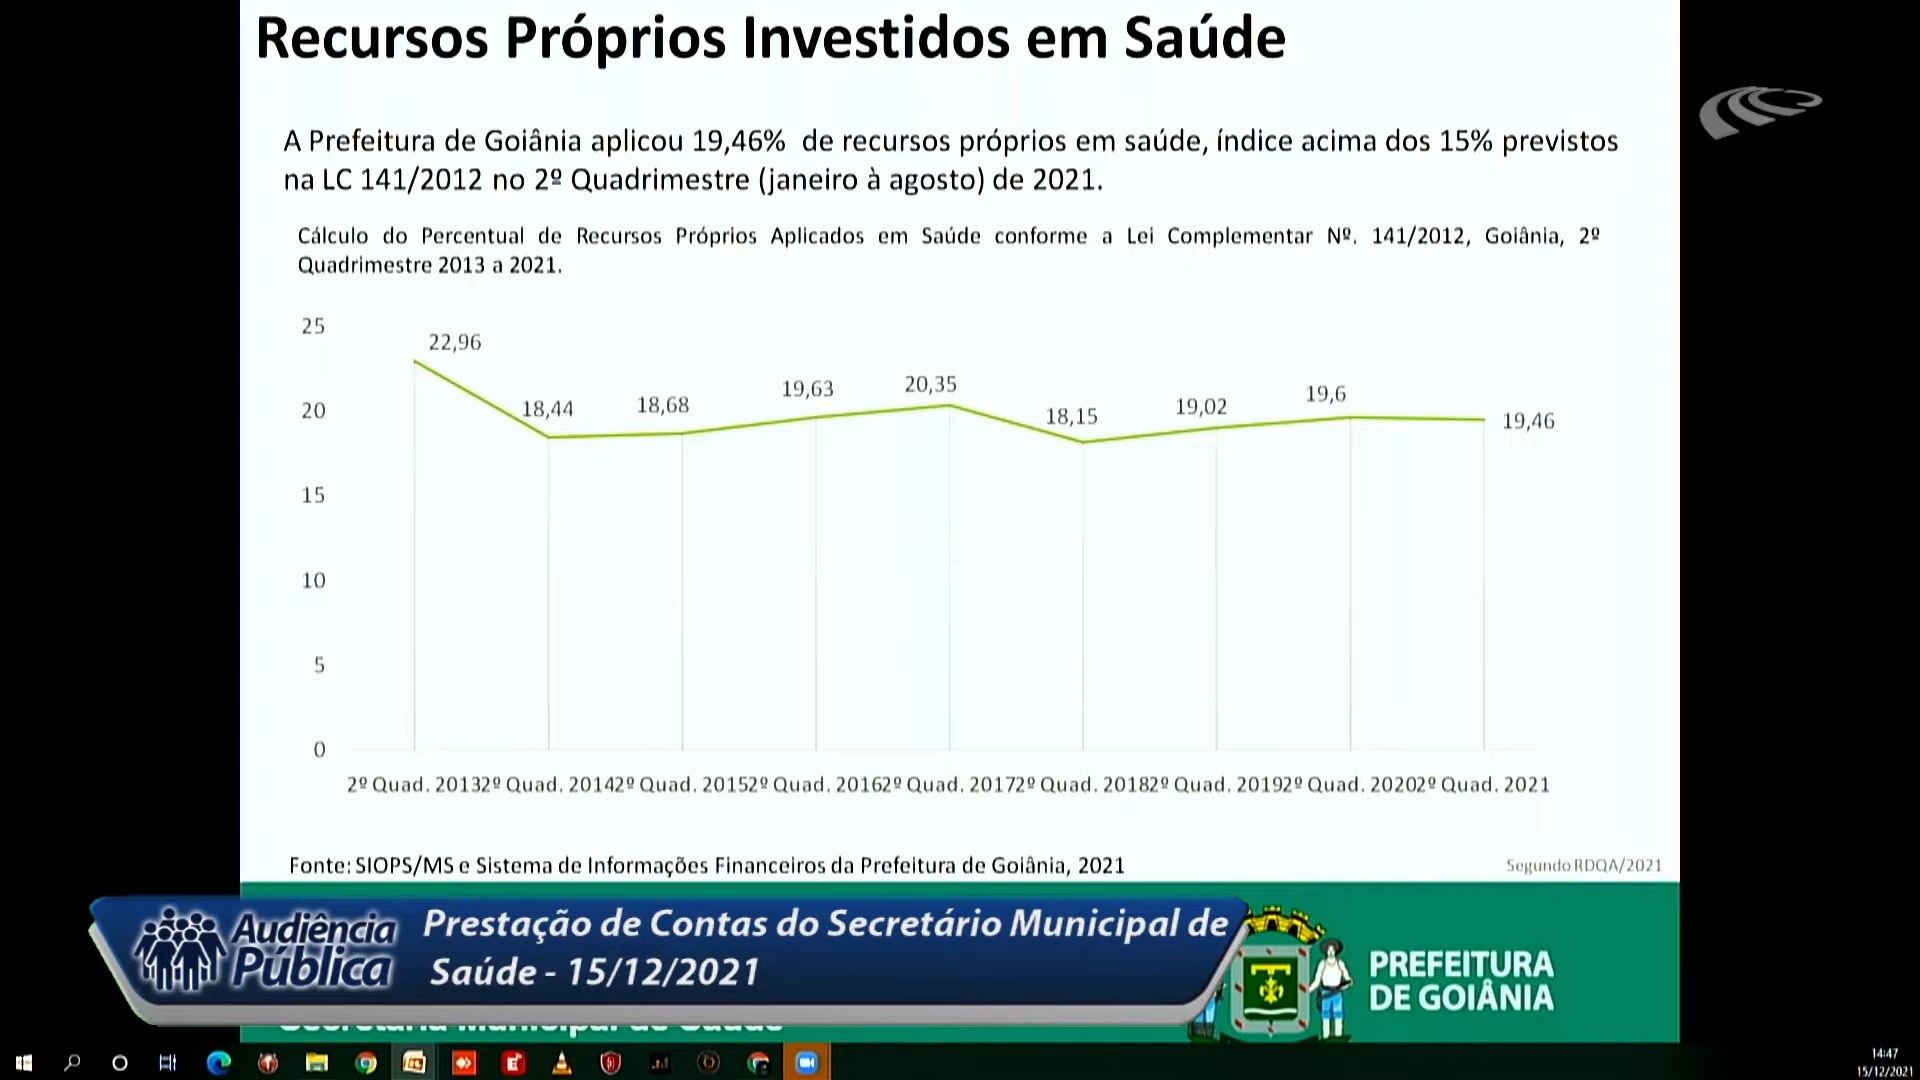 Recursos Próprios Investidos em Saúde
A Prefeitura de Goiânia aplicou 19,46% de recursos próprios em saúde, índice acima dos 15% previstos
na LC 141/2012 no 2º Quadrimestre (janeiro à agosto) de 2021.
Cálculo do Percentual de Recursos Próprios Aplicados em Saúde conforme a Lei Complementar Nº. 141/2012, Goiânia, 2º
Quadrimestre 2013 a 2021.
25
20
15
10
5
0
22,96
18,44
18,68
19,63
20,35
18,15
19,02
19,6
19,46
2º Quad. 2013 2º Quad. 2014 2º Quad. 2015 2º Quad. 2016 2º Quad. 2017 2º Quad. 2018 2º Quad. 2019 2º Quad. 2020 2º Quad. 2021
Fonte: SIOPS/MS e Sistema de Informações Financeiros da Prefeitura de Goiânia, 2021
Segundo RDQA/2021
Audiência
Pública
Prestação de Contas do Secretário Municipal de
Saúde - 15/12/2021
PREFEITURA
DE GOIÂNIA
14:47
15/12/2021